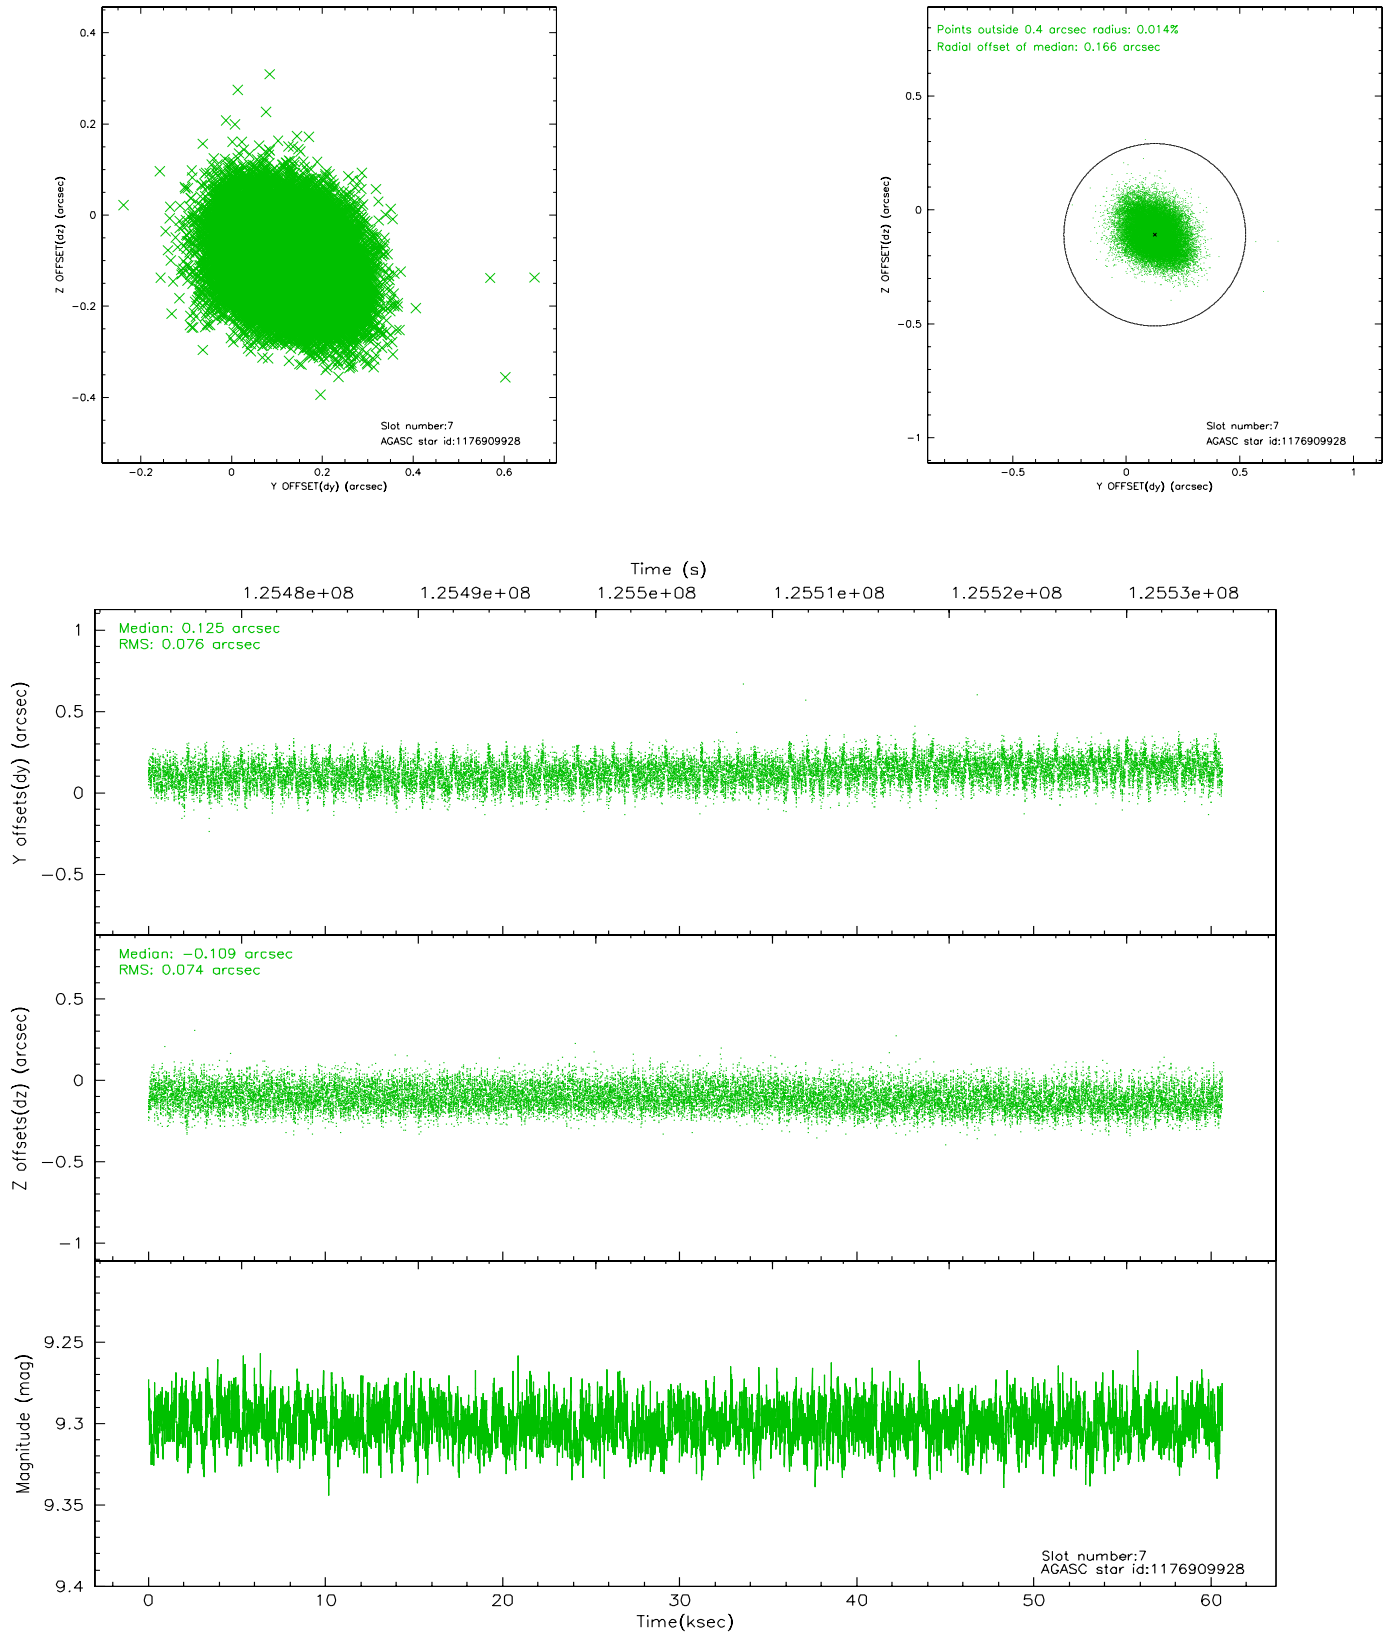 0.4
0.2
0
−0.2
−0.4
Z OFFSET(dz) (arcsec)
Slot number:7
AGASC star id:1176909928
−0.2 0 0.2 0.4 0.6
Y OFFSET(dy) (arcsec)
Points outside 0.4 arcsec radius: 0.014%
Radial offset of median: 0.166 arcsec
0.5
0
−0.5
−1
Z OFFSET(dz) (arcsec)
Slot number:7
AGASC star id:1176909928
−0.5 0 0.5 1
Y OFFSET(dy) (arcsec)
Time (s)
1.2548e+08 1.2549e+08 1.255e+08 1.2551e+08 1.2552e+08 1.2553e+08
Median: 0.125 arcsec
RMS: 0.076 arcsec
1
0.5
0
−0.5
Y offsets(dy) (arcsec)
Median: −0.109 arcsec
RMS: 0.074 arcsec
0.5
0
−0.5
−1
Z offsets(dz) (arcsec)
9.25
9.3
9.35
9.4
Magnitude (mag)
Slot number:7
AGASC star id:1176909928
0 10 20 30 40 50 60
Time(ksec)